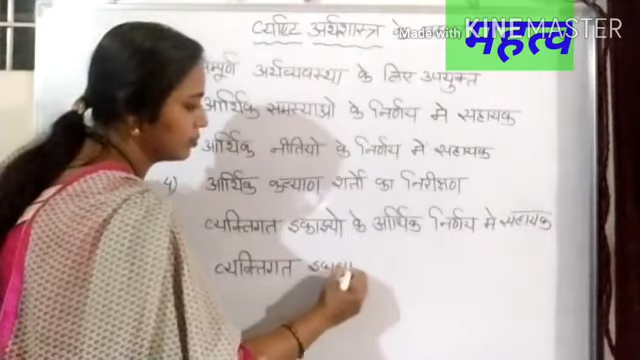 Made with KINEMASTER
महत्व
व्यष्टि अर्थशास्त्र के
सम्पूर्ण अर्थव्यवस्था के लिए उपयुक्त
आर्थिक समस्याओ के निर्णय मे सहायक
आर्थिक नीतियो के निर्णय मे सहायक
4) आर्थिक कल्याण शर्तो का निरीक्षण
व्यक्तिगत इकाइयो के आर्थिक निर्णय मे सहायक
व्यक्तिगत